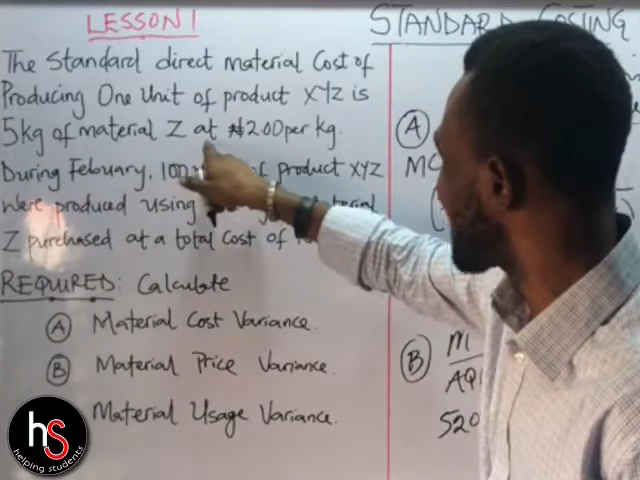 LESSON 1
STANDARD COSTING
The Standard direct material Cost of
Producing One Unit of product XYZ is
5kg of material Z at ₦200 per kg.
During Febuary, 100 of product XYZ
Were produced using
Z purchased at a total Cost of
REQUIRED: Calculate
A Material Cost Variance.
B Material Price Variance.
Material Usage Variance.
A
MC
B
M
AQ
520
hs
helping students